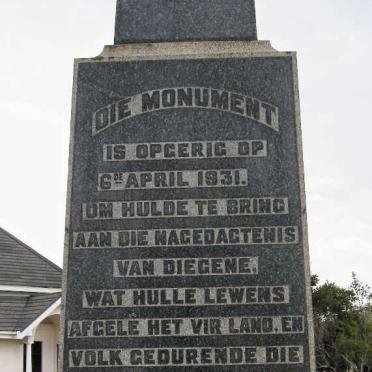 DIE MONUMENT
IS OPGERIG OP
6DE APRIL 1931.
OM HULDE TE BRING
AAN DIE NAGEDACTENIS
VAN DIEGENE,
WAT HULLE LEWENS
AFGELE HET VIR LAND, EN
VOLK GEDURENDE DIE